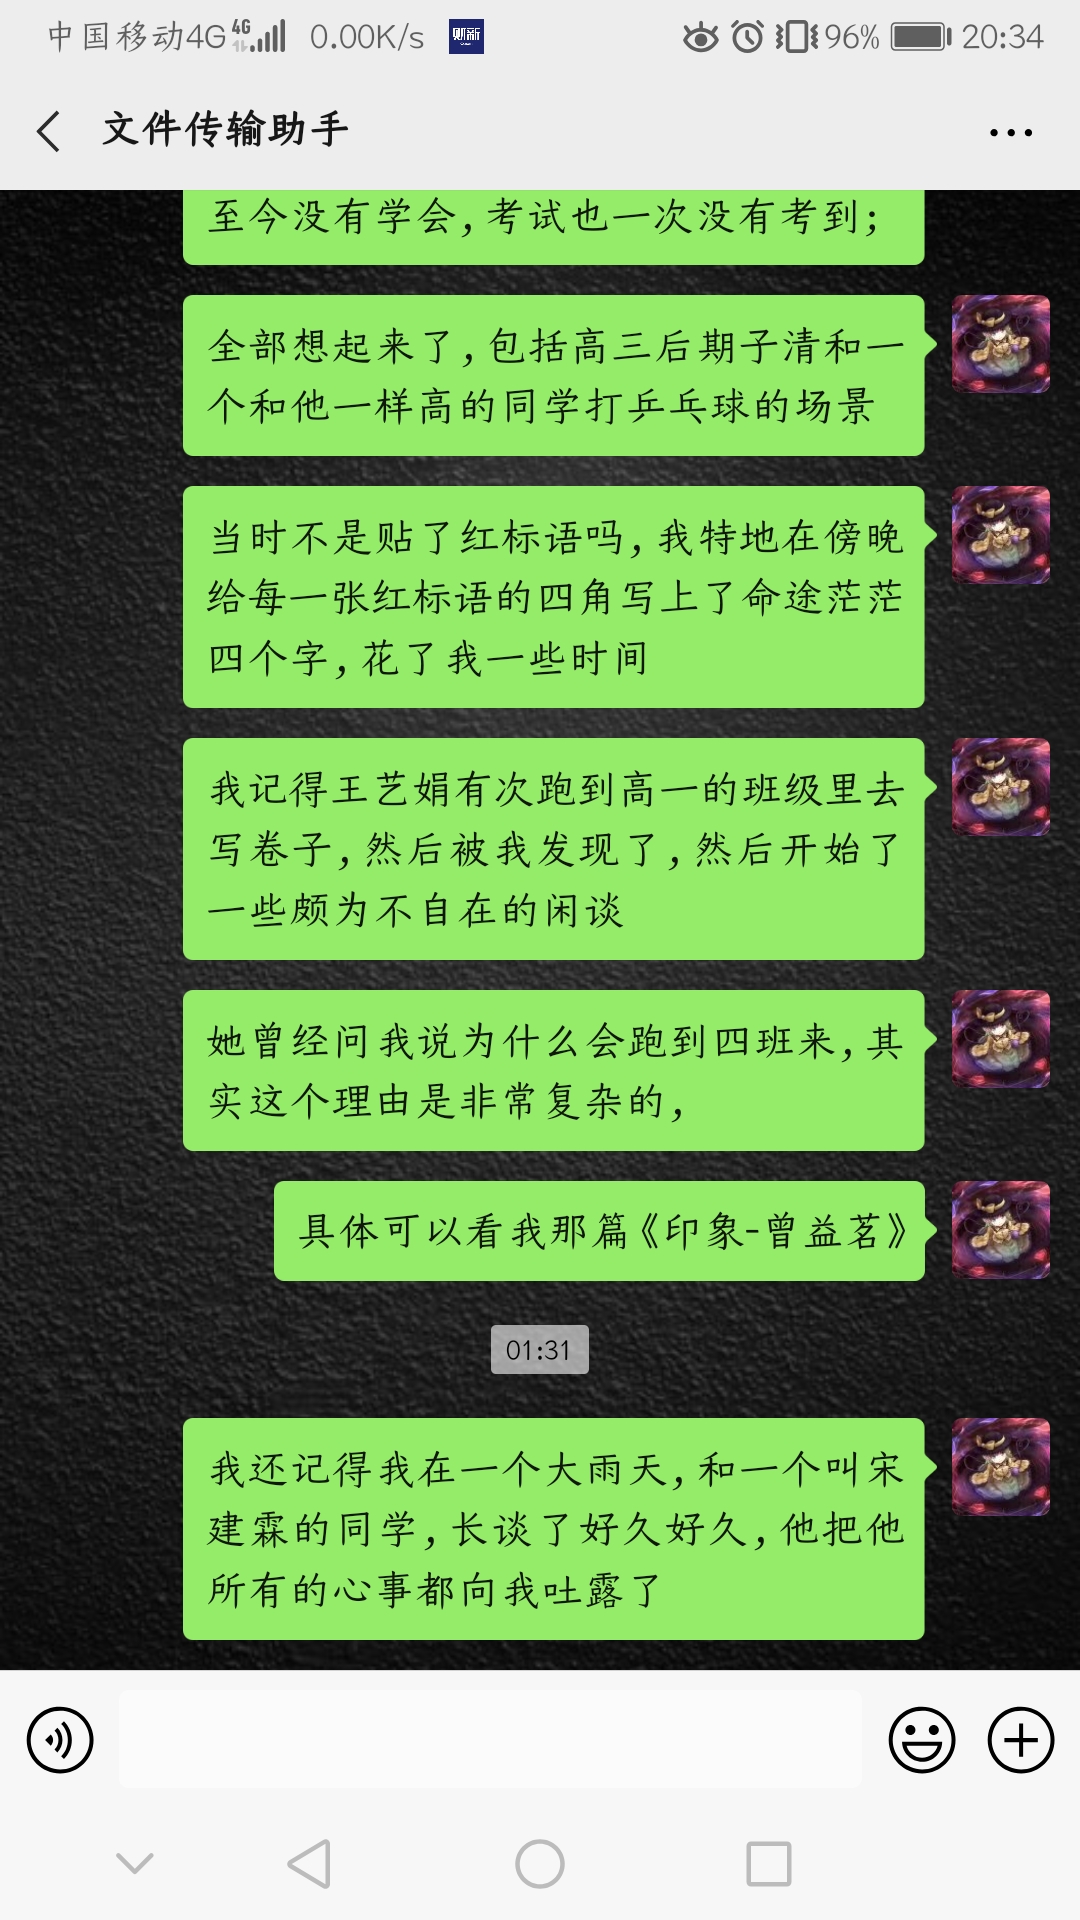 中国移动4G 4G 0.00K/s 财新 96% 20:34
文件传输助手
至今没有学会,考试也一次没有考到;
全部想起来了,包括高三后期子清和一
个和他一样高的同学打乒乓球的场景
当时不是贴了红标语吗,我特地在傍晚
给每一张红标语的四角写上了命途茫茫
四个字,花了我一些时间
我记得王艺娟有次跑到高一的班级里去
写卷子,然后被我发现了,然后开始了
一些颇为不自在的闲谈
她曾经问我说为什么会跑到四班来,其
实这个理由是非常复杂的,
具体可以看我那篇《印象-曾益茗》
01:31
我还记得我在一个大雨天,和一个叫宋
建霖的同学,长谈了好久好久,他把他
所有的心事都向我吐露了